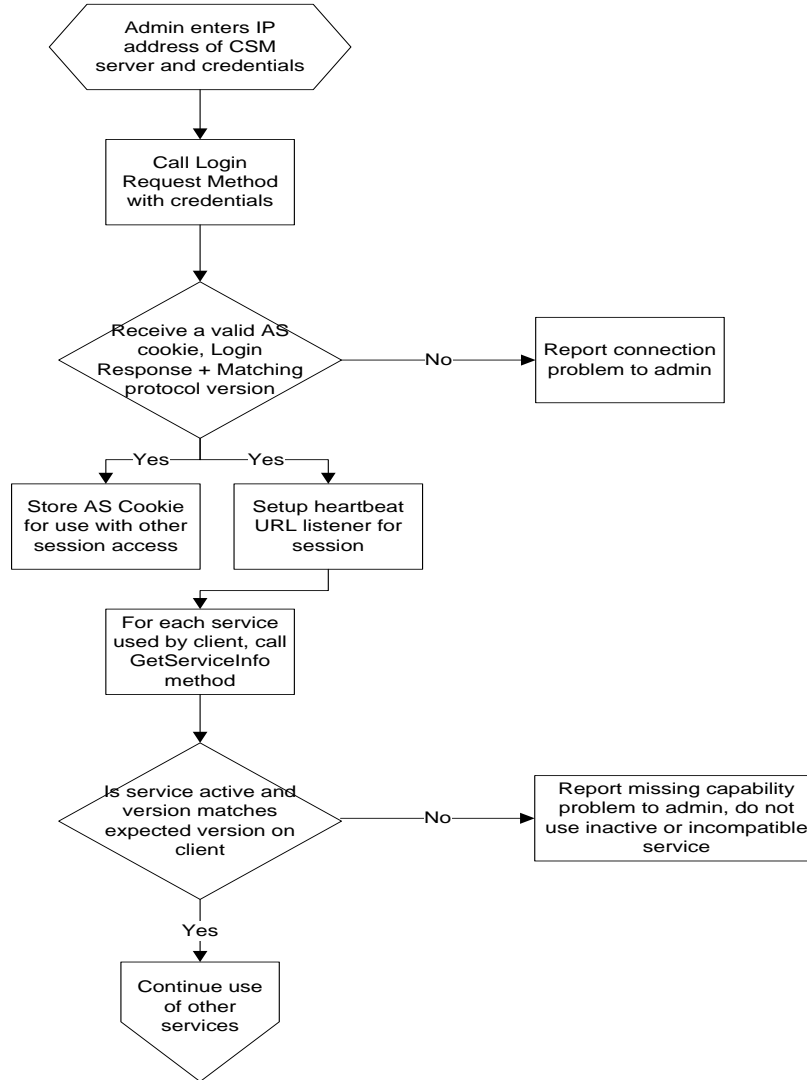 Admin enters IP
address of CSM
server and credentials
Call Login
Request Method
with credentials
Receive a valid AS
cookie, Login
Response + Matching
protocol version
No
Report connection
problem to admin
Yes
Yes
Store AS Cookie
for use with other
session access
Setup heartbeat
URL listener for
session
For each service
used by client, call
GetServiceInfo
method
Is service active and
version matches
expected version on
client
No
Report missing capability
problem to admin, do not
use inactive or incompatible
service
Yes
Continue use
of other
services